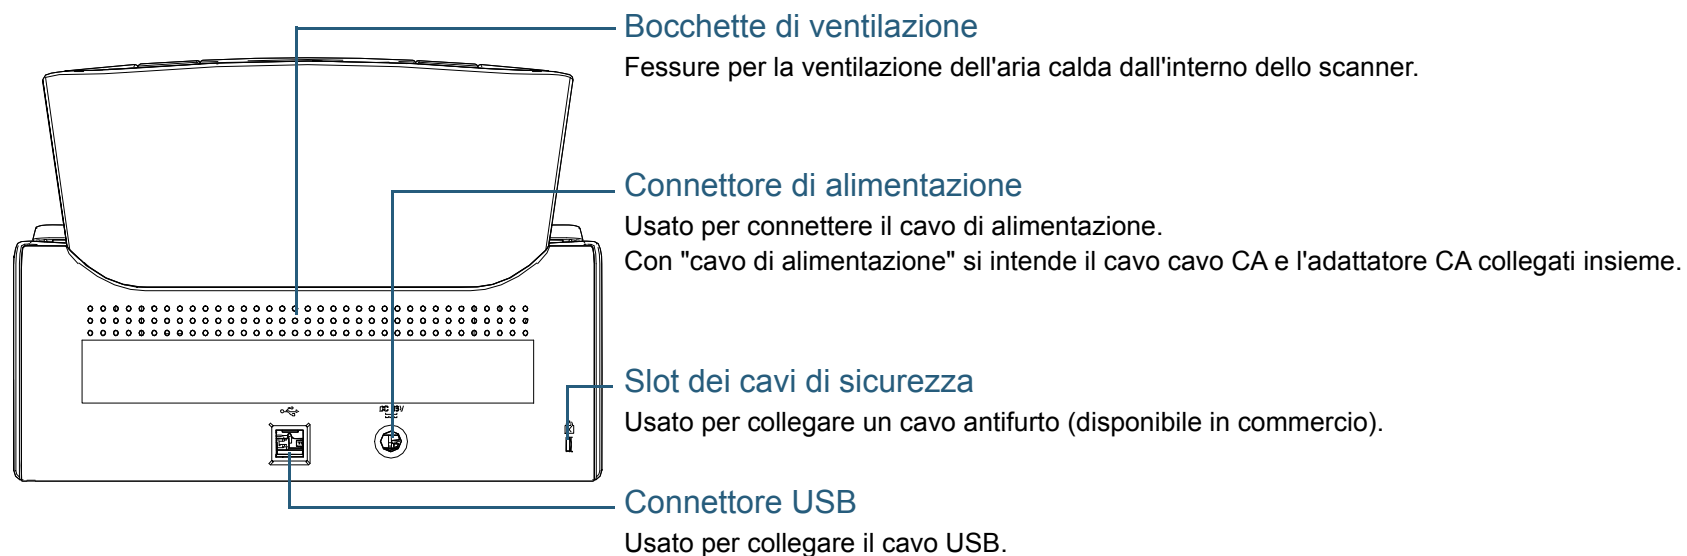 Bocchette di ventilazione
Fessure per la ventilazione dell'aria calda dall'interno dello scanner.
Connettore di alimentazione
Usato per connettere il cavo di alimentazione.
Con "cavo di alimentazione" si intende il cavo cavo CA e l'adattatore CA collegati insieme.
Slot dei cavi di sicurezza
Usato per collegare un cavo antifurto (disponibile in commercio).
DC
Connettore USB
Usato per collegare il cavo USB.